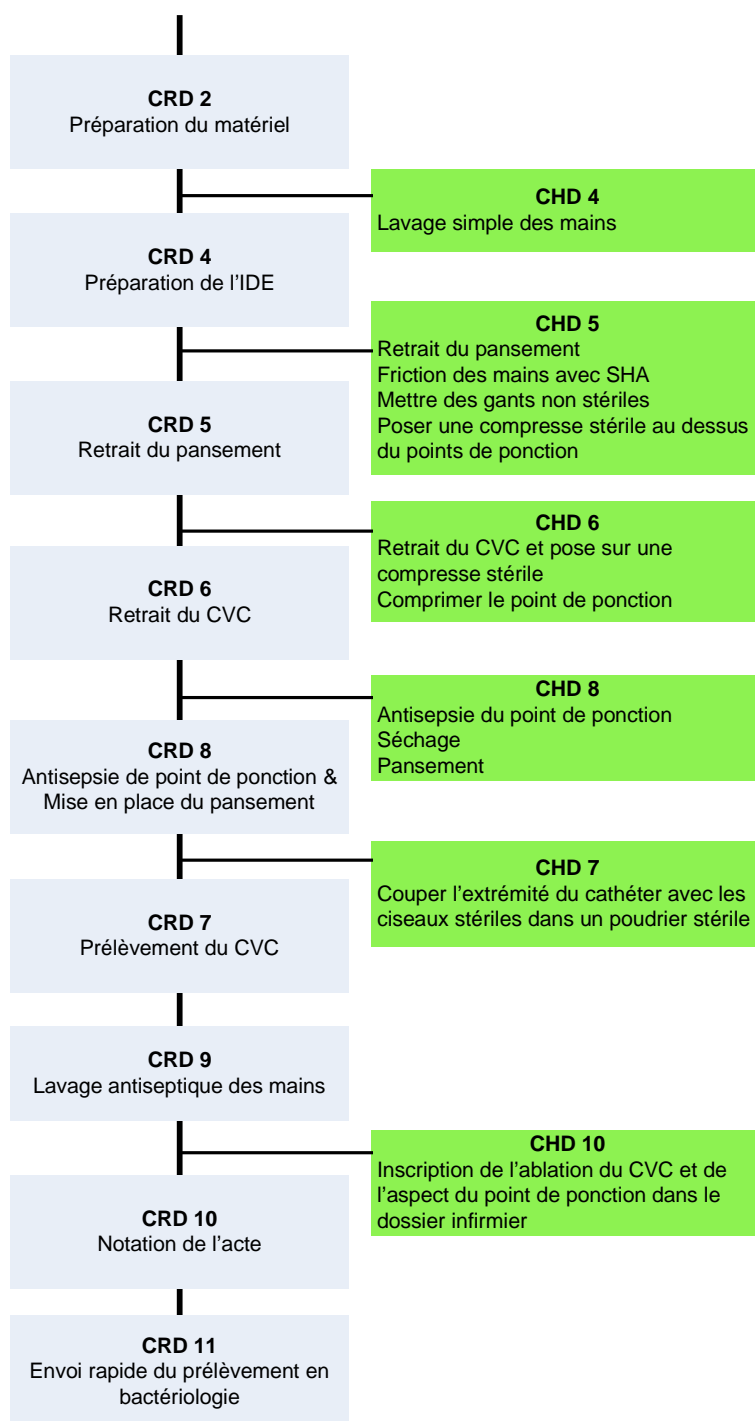 CRD 2
Préparation du matériel
CHD 4
Lavage simple des mains
CRD 4
Préparation de l'IDE
CHD 5
Retrait du pansement
Friction des mains avec SHA
Mettre des gants non stériles
Poser une compresse stérile au dessus
du points de ponction
CRD 5
Retrait du pansement
CHD 6
Retrait du CVC et pose sur une
compresse stérile
Comprimer le point de ponction
CRD 6
Retrait du CVC
CHD 8
Antisepsie du point de ponction
Séchage
Pansement
CRD 8
Antisepsie de point de ponction &
Mise en place du pansement
CHD 7
Couper l'extrémité du cathéter avec les
ciseaux stériles dans un poudrier stérile
CRD 7
Prélèvement du CVC
CRD 9
Lavage antiseptique des mains
CHD 10
Inscription de l'ablation du CVC et de
l'aspect du point de ponction dans le
dossier infirmier
CRD 10
Notation de l'acte
CRD 11
Envoi rapide du prélèvement en
bactériologie